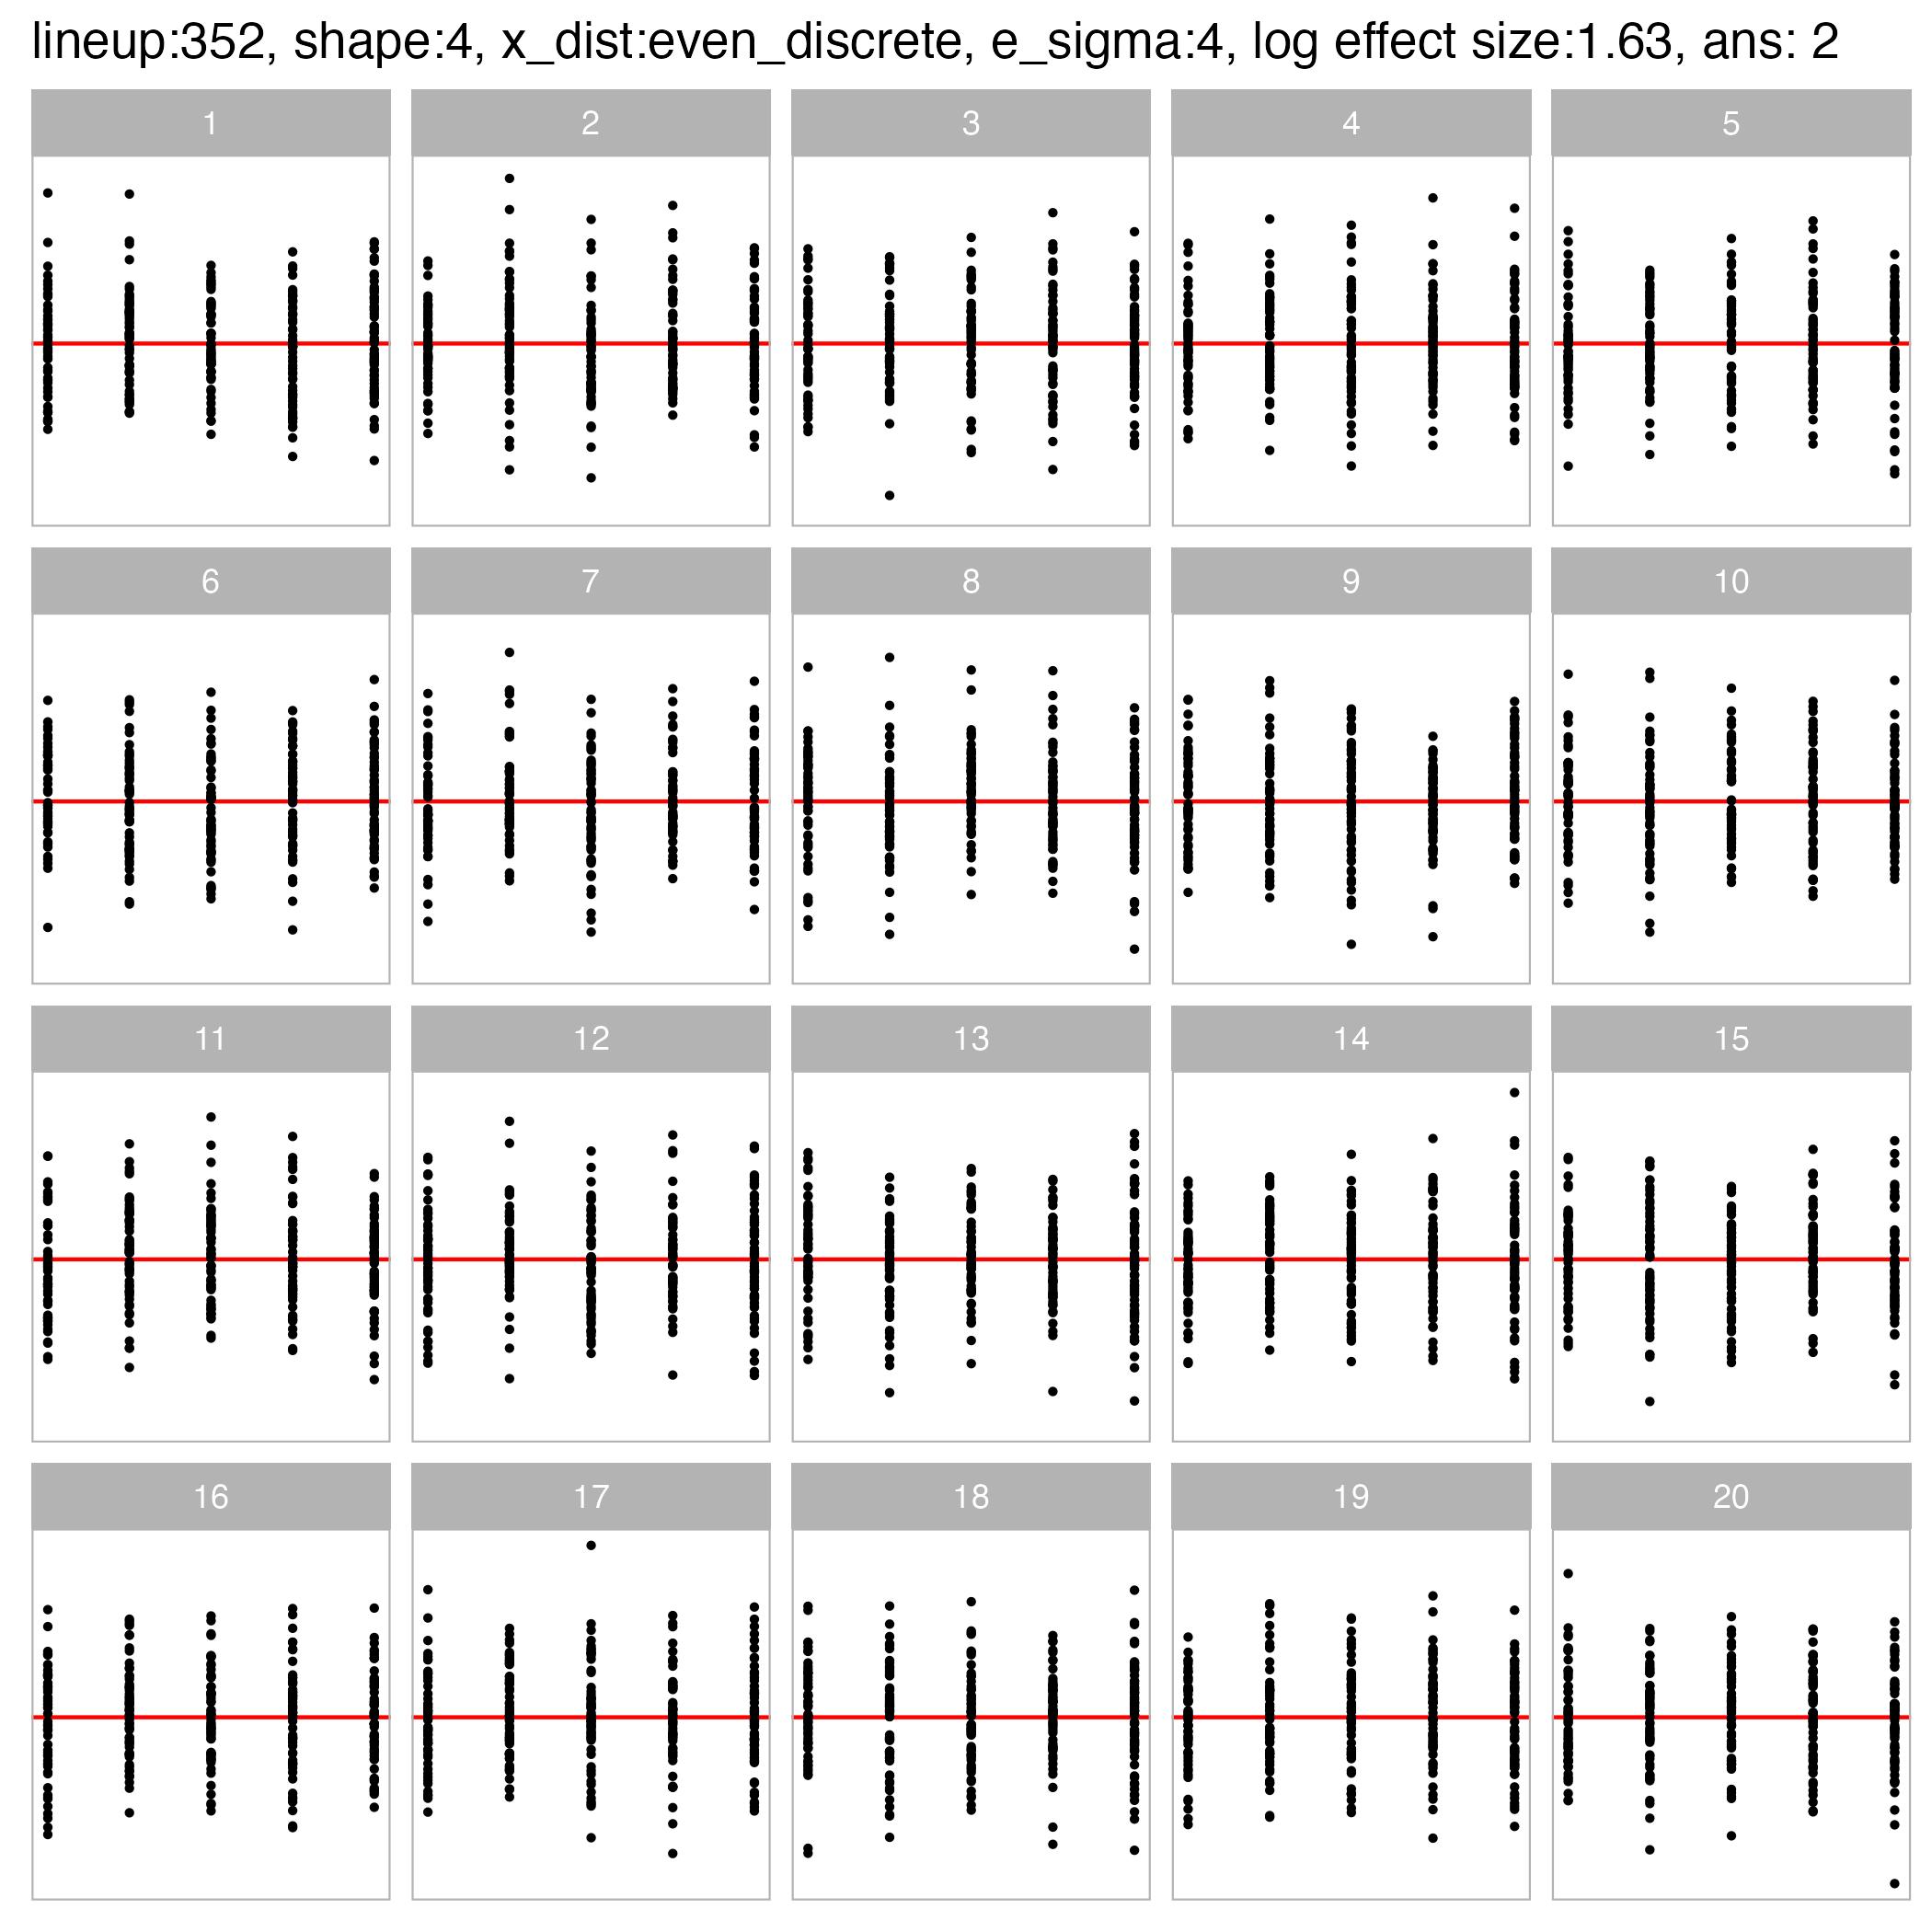 lineup:352, shape:4, x_dist:even_discrete, e_sigma:4, log effect size:1.63, ans: 2
1 2 3 4 5
6 7 8 9 10
11 12 13 14 15
16 17 18 19 20